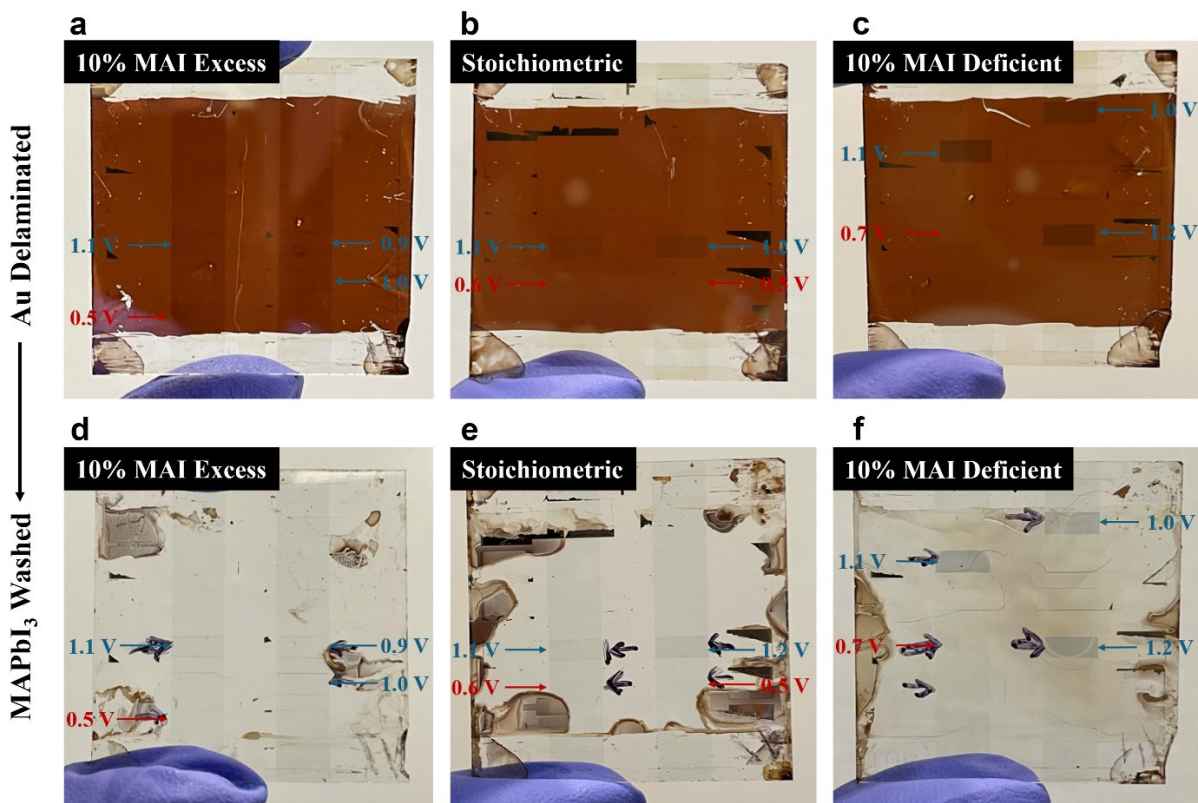 a
10% MAI Excess
1.1 V
0.9 V
1.0 V
0.5 V
b
Stoichiometric
1.1 V
1.2 V
0.6 V
0.5 V
c
10% MAI Deficient
1.0 V
1.1 V
0.7 V
1.2 V
Au Delaminated
d
10% MAI Excess
1.1 V
0.9 V
1.0 V
0.5 V
e
Stoichiometric
1.1 V
1.2 V
0.6 V
0.5 V
f
10% MAI Deficient
1.0 V
1.1 V
0.7 V
1.2 V
MAPbI₃ Washed